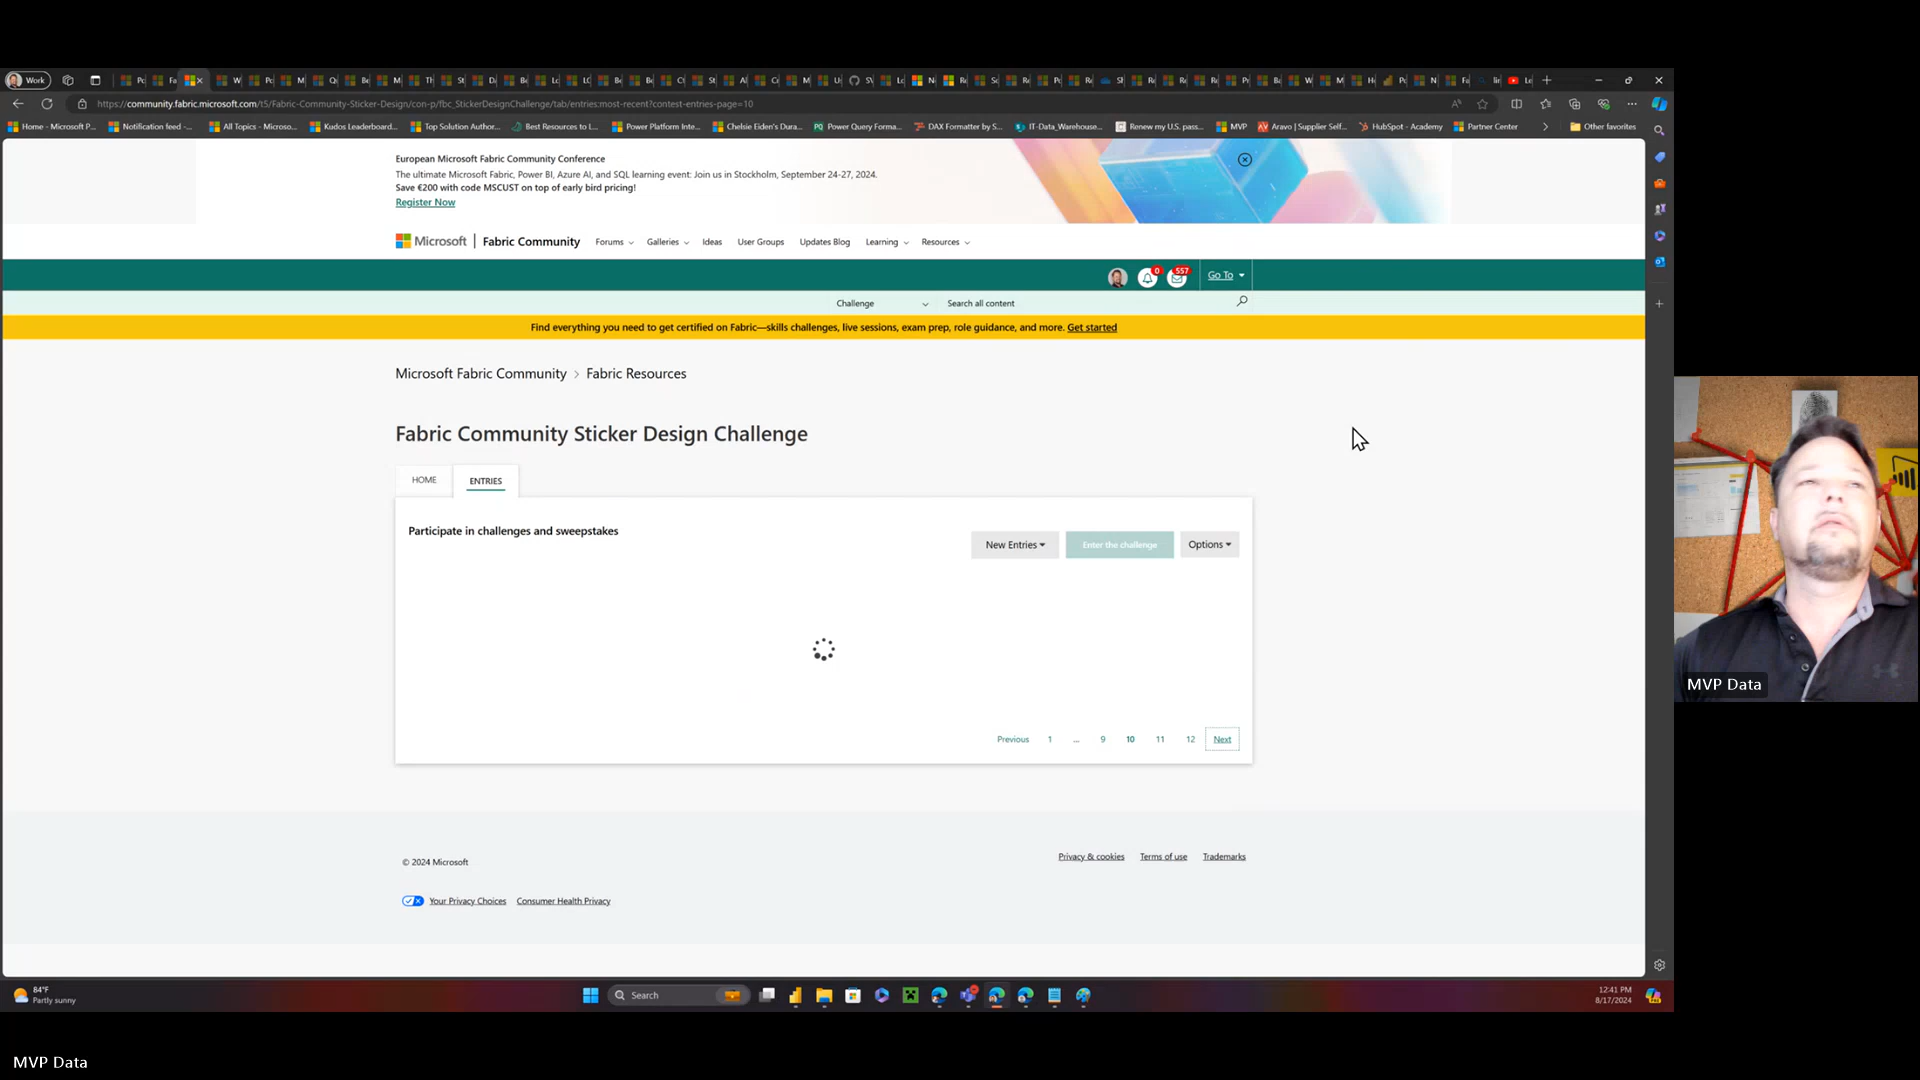 Work
https://community.fabric.microsoft.com/t5/Fabric-Community-Sticker-Design/con-p/fbc_StickerDesignChallenge/tab/entries:most-recent?contest-entries-page=10
Home - Microsoft P...
Notification feed -...
All Topics - Microso...
Kudos Leaderboard...
Top Solution Author...
Best Resources to L...
Power Platform Inte...
Chelsie Eiden's Dura...
Power Query Forma...
DAX Formatter by S...
IT-Data_Warehouse...
Renew my U.S. pass...
MVP
Aravo | Supplier Self...
HubSpot - Academy
Partner Center
Other favorites
European Microsoft Fabric Community Conference
The ultimate Microsoft Fabric, Power BI, Azure AI, and SQL learning event: Join us in Stockholm, September 24-27, 2024.
Save €200 with code MSCUST on top of early bird pricing!
Register Now
Microsoft | Fabric Community Forums Galleries Ideas User Groups Updates Blog Learning Resources
0 557 Go To
Challenge Search all content
Find everything you need to get certified on Fabric—skills challenges, live sessions, exam prep, role guidance, and more. Get started
Microsoft Fabric Community > Fabric Resources
Fabric Community Sticker Design Challenge
HOME ENTRIES
Participate in challenges and sweepstakes
New Entries Enter the challenge Options
Previous 1 ... 9 10 11 12 Next
© 2024 Microsoft
Privacy & cookies Terms of use Trademarks
Your Privacy Choices Consumer Health Privacy
84°F
Partly sunny
Search
12:41 PM
8/17/2024
MVP Data
MVP Data